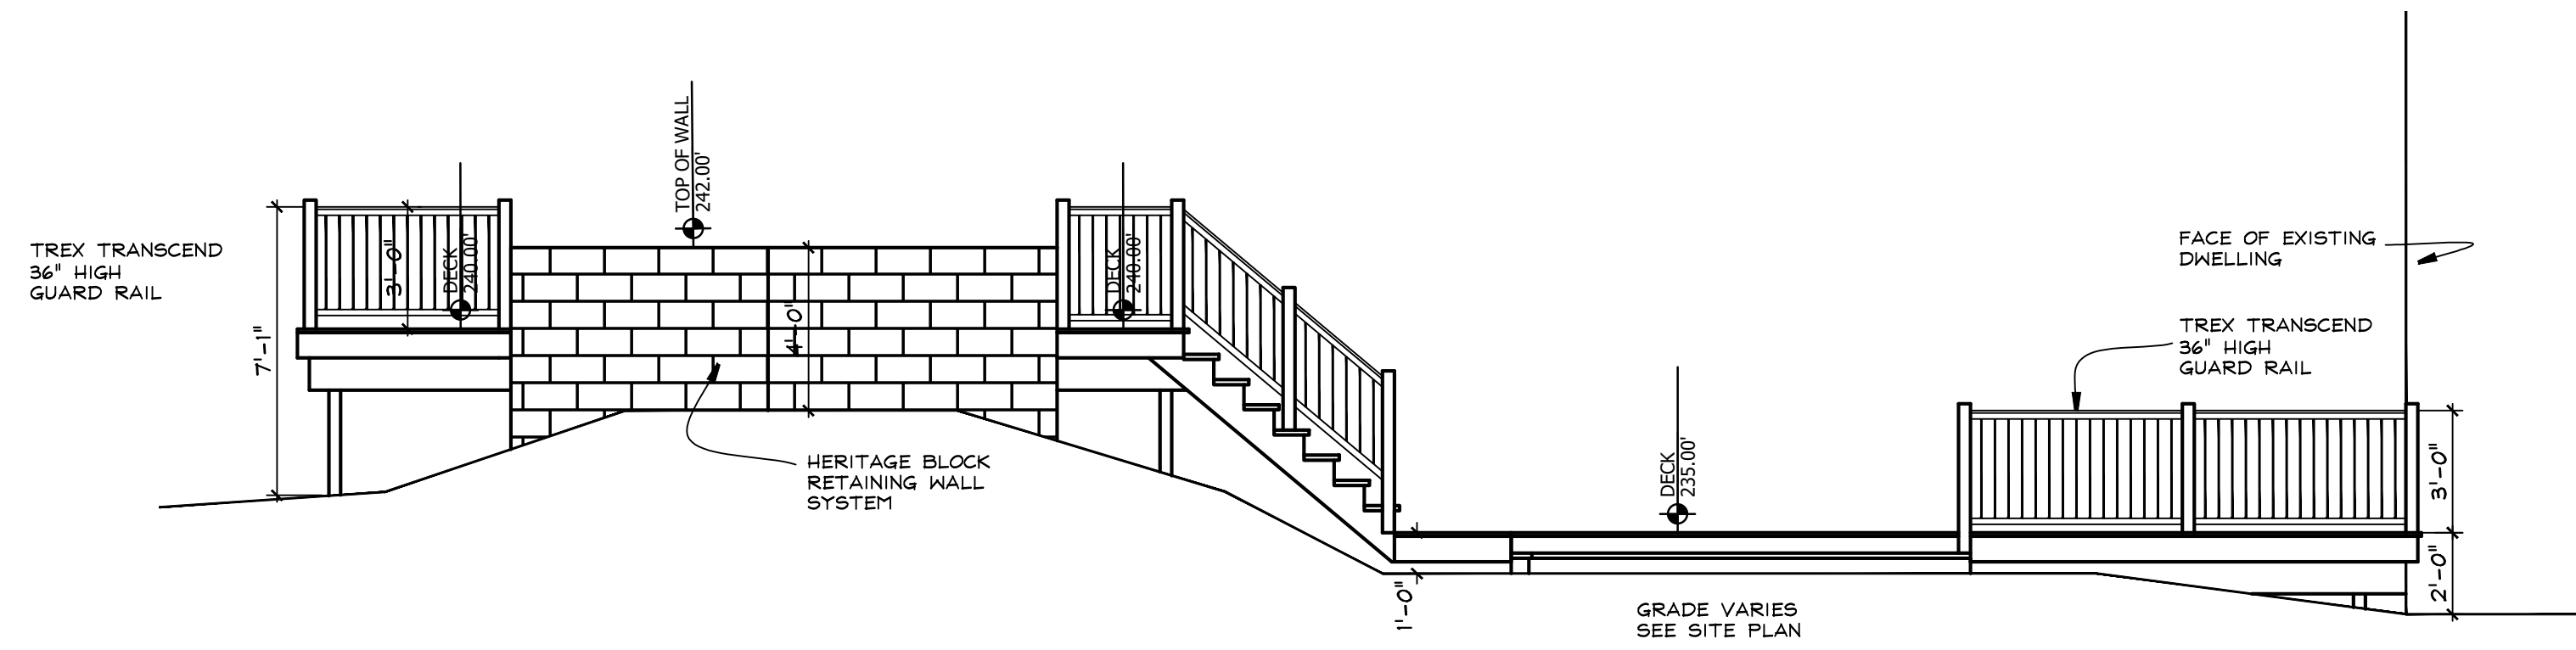 TREX TRANSCEND
36" HIGH
GUARD RAIL
7'-1"
3'-0"
DECK
240.00'
TOP OF WALL
242.00'
4'-0"
HERITAGE BLOCK
RETAINING WALL
SYSTEM
DECK
240.00'
1'-0"
DECK
235.00'
GRADE VARIES
SEE SITE PLAN
FACE OF EXISTING
DWELLING
TREX TRANSCEND
36" HIGH
GUARD RAIL
3'-0"
2'-0"